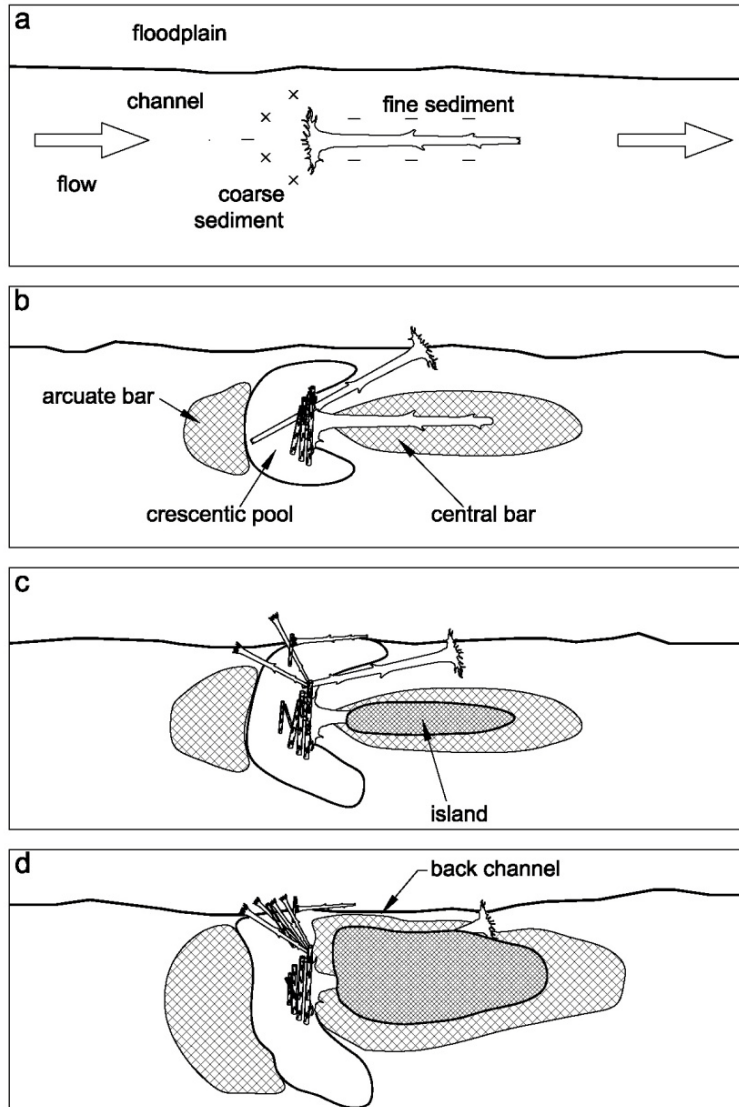 a
floodplain
channel
fine sediment
flow
coarse
sediment
b
arcuate bar
crescentic pool
central bar
c
island
d
back channel